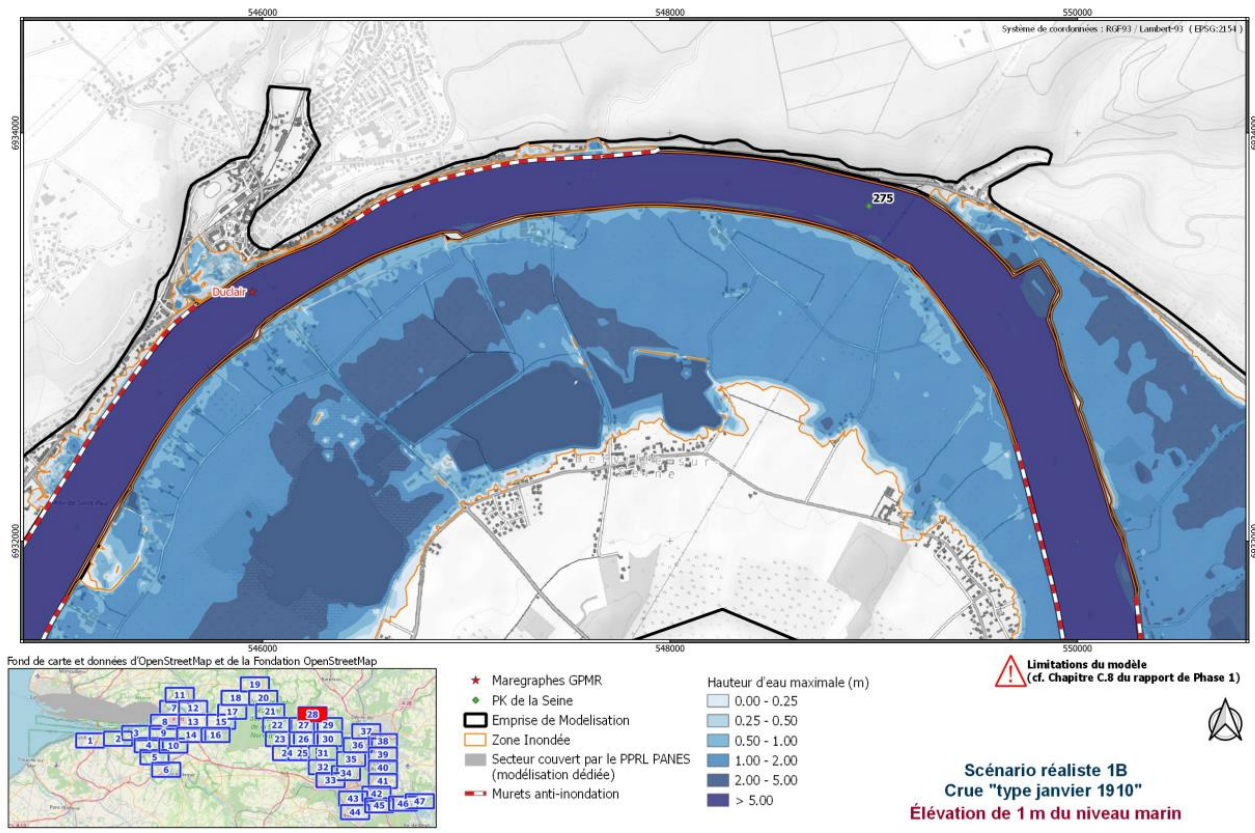 546000
548000
550000
Système de coordonnées : RGF93 / Lambert-93 ( EPSG:2154 )
6934000
6934000
275
Duclair
sur
6932000
6932000
546000
548000
550000
Fond de carte et données d'OpenStreetMap et de la Fondation OpenStreetMap
1
2
3
4
5
6
7
8
9
10
11
12
13
14
15
16
17
18
19
20
21
22
23
24
25
26
27
28
29
30
31
32
33
34
35
36
37
38
39
40
41
42
43
44
45
46
47
Maregraphes GPMR
PK de la Seine
Emprise de Modelisation
Zone Inondée
Secteur couvert par le PPRL PANES
(modélisation dédiée)
Murets anti-inondation
Hauteur d'eau maximale (m)
0.00 - 0.25
0.25 - 0.50
0.50 - 1.00
1.00 - 2.00
2.00 - 5.00
> 5.00
Limitations du modèle
(cf. Chapitre C.8 du rapport de Phase 1)
Scénario réaliste 1B
Crue "type janvier 1910"
Élévation de 1 m du niveau marin